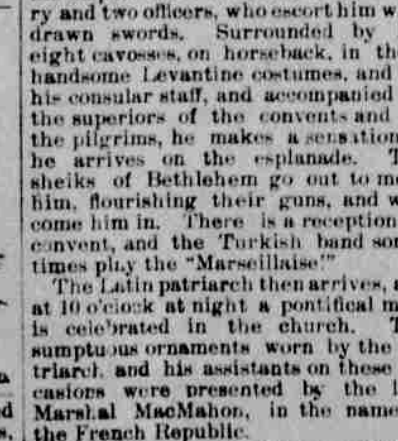 ry and two officers, who escort him w
drawn swords. Surrounded by
eight cavosses, on horseback, in th
handsome Levantine costumes, and
his consular staff, and accompanied
the superiors of the convents and
the pilgrims, he makes a sensation
he arrives on the esplanade. T
sheiks of Bethlehem go out to me
him, flourishing their guns, and w
come him in. There is a reception
convent, and the Turkish band som
times play the "Marseillaise"
The Latin patriarch then arrives, a
at 10 o'clock at night a pontifical m
is celebrated in the church. T
sumptuous ornaments worn by the
triarch and his assistants on these
casions were presented by the l
Marshal MacMahon, in the name
the French Republic.